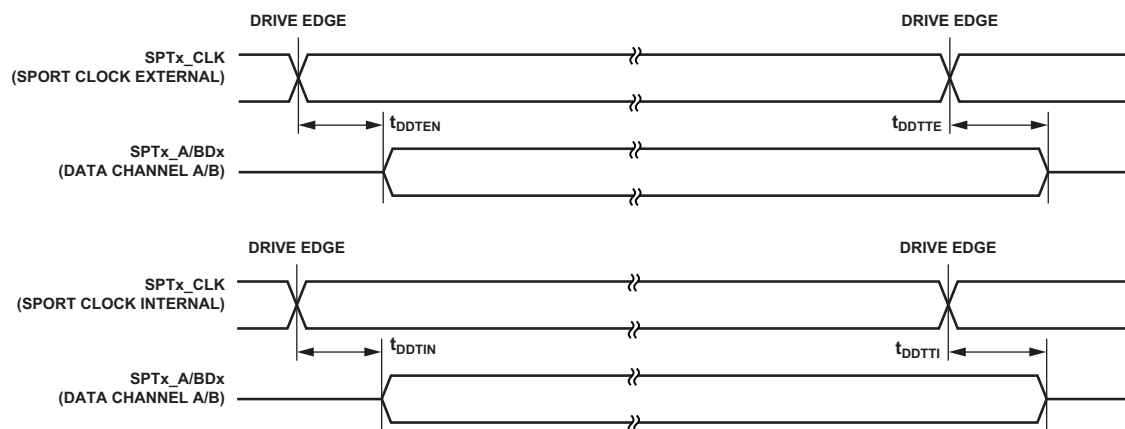 DRIVE EDGE DRIVE EDGE
SPTx_CLK
(SPORT CLOCK EXTERNAL)
tDDTEN tDDTTE
SPTx_A/BDx
(DATA CHANNEL A/B)
DRIVE EDGE DRIVE EDGE
SPTx_CLK
(SPORT CLOCK INTERNAL)
tDDTIN tDDTTI
SPTx_A/BDx
(DATA CHANNEL A/B)